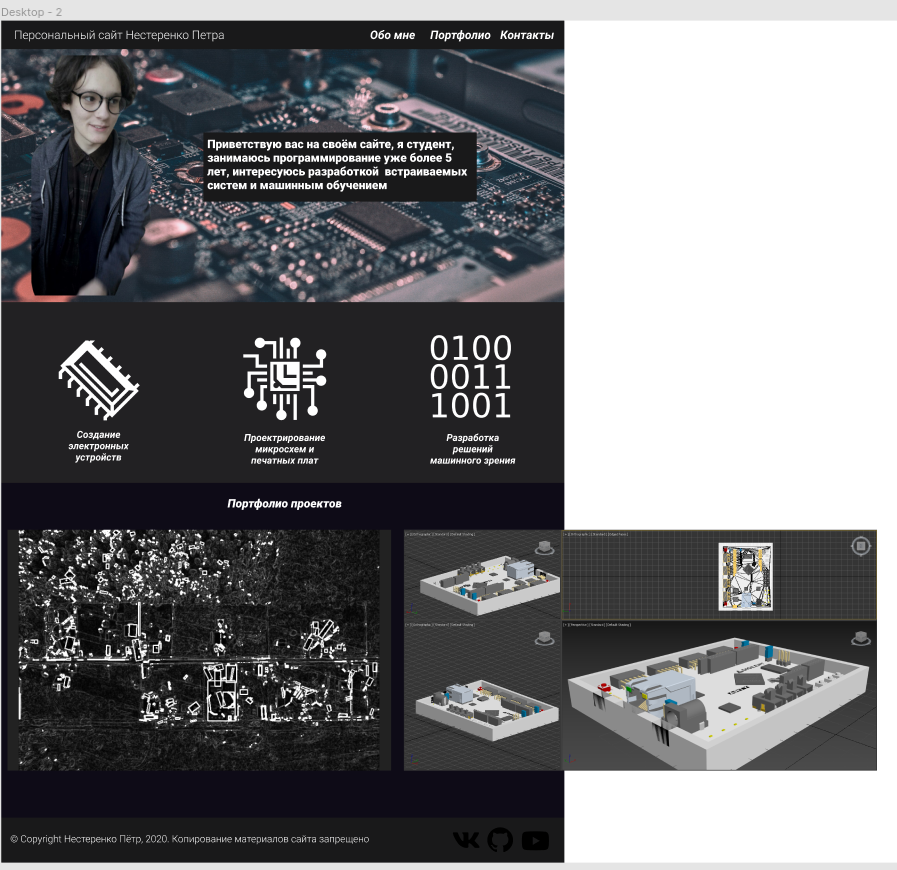 Desktop - 2
Персональный сайт Нестеренко Петра
Обо мне Портфолио Контакты
Приветствую вас на своём сайте, я студент,
занимаюсь программирование уже более 5
лет, интересуюсь разработкой встраиваемых
систем и машинным обучением
0100
0011
1001
Создание
электронных
устройств
Проектрирование
микросхем и
печатных плат
Разработка
решений
машинного зрения
Портфолио проектов
© Copyright Нестеренко Пётр, 2020. Копирование материалов сайта запрещено